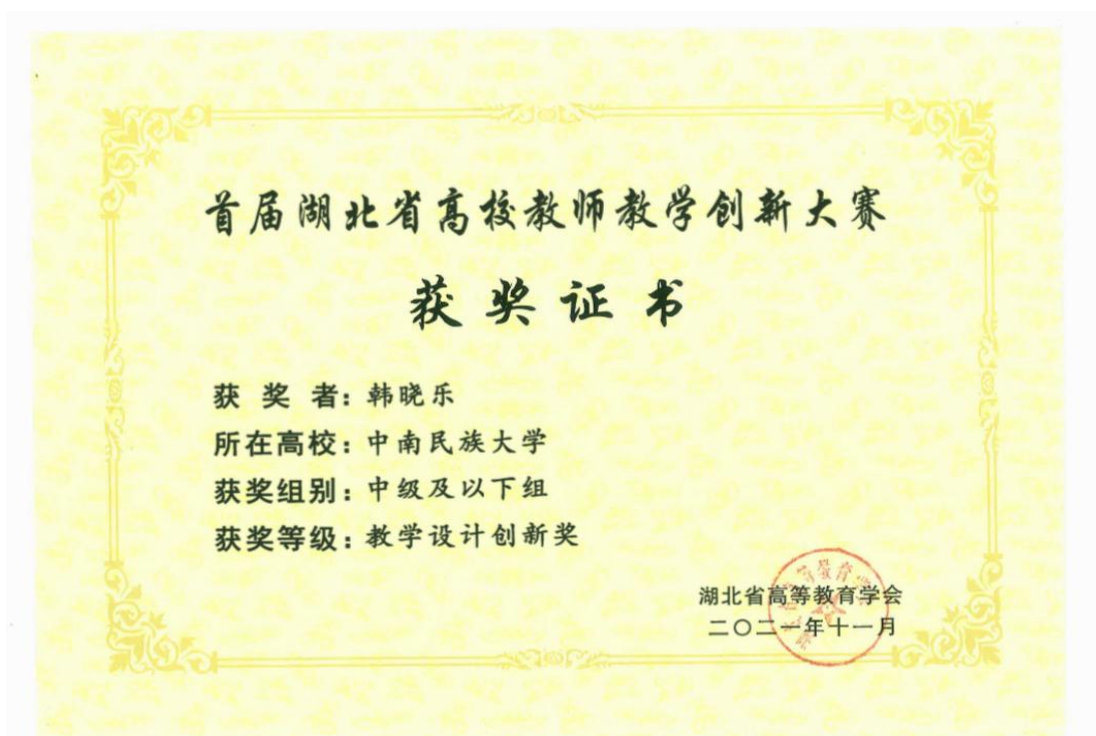 首届湖北省高校教师教学创新大赛
获奖证书
获奖者：韩晓乐
所在高校：中南民族大学
获奖组别：中级及以下组
获奖等级：教学设计创新奖
湖北省高等教育学会
二〇二一年十一月